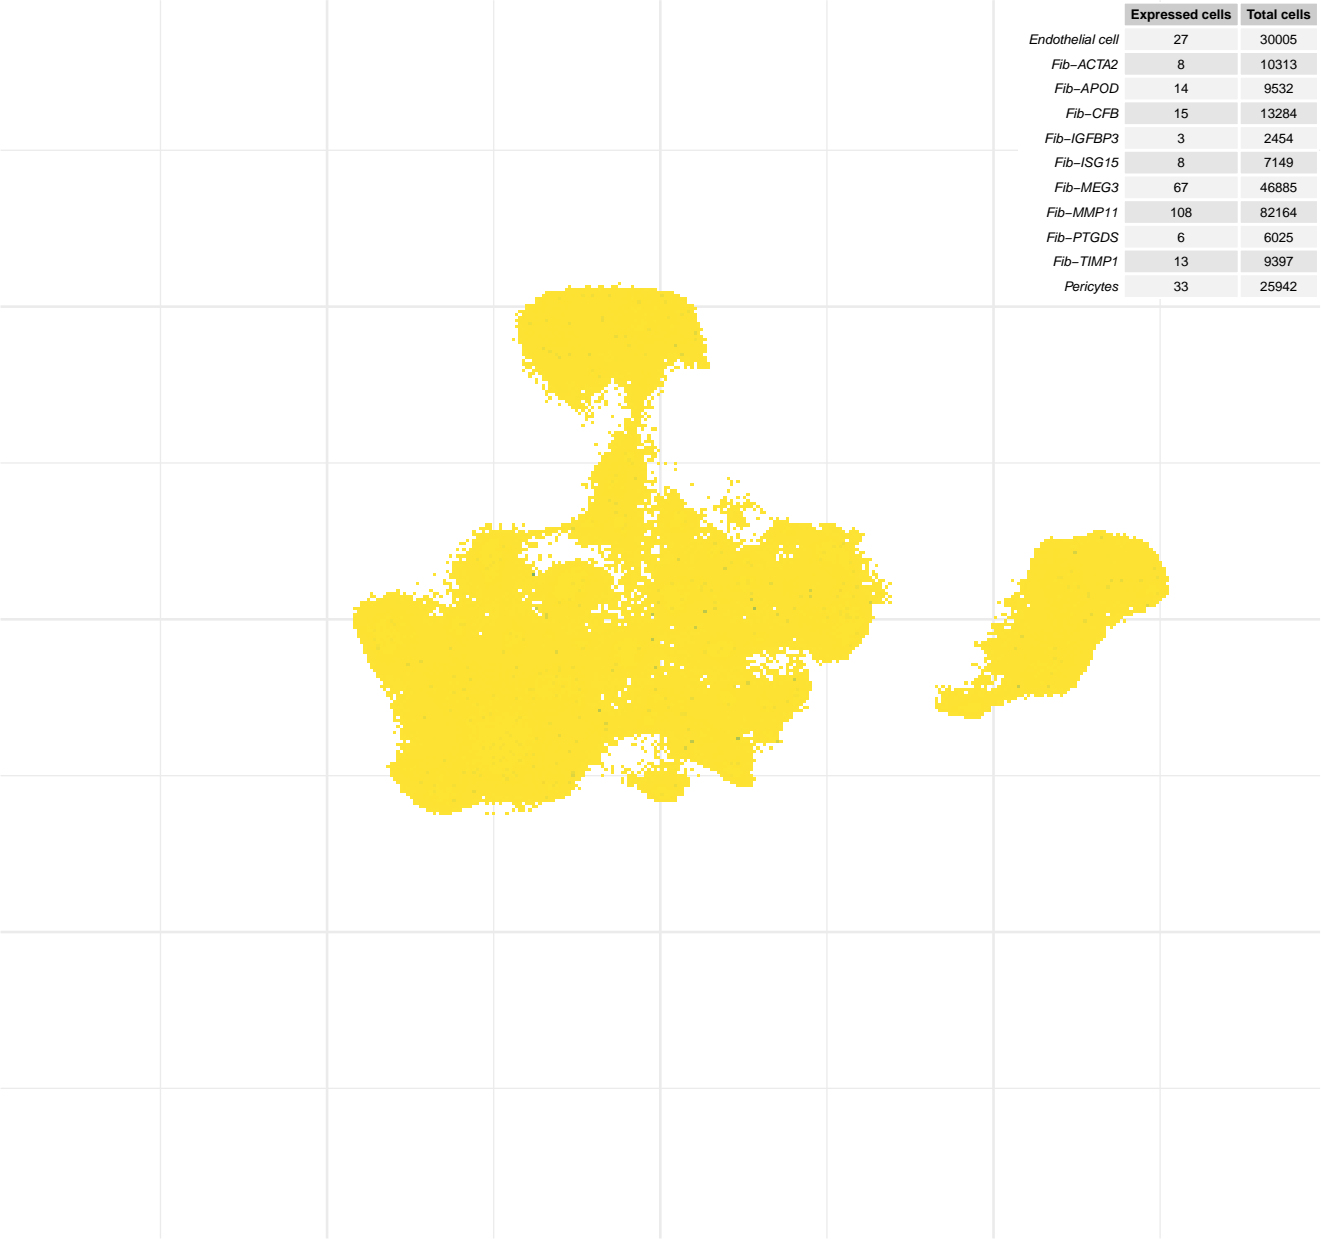 Expressed cells Total cells
Endothelial cell 27 30005
Fib−ACTA2 8 10313
Fib−APOD 14 9532
Fib−CFB 15 13284
Fib−IGFBP3 3 2454
Fib−ISG15 8 7149
Fib−MEG3 67 46885
Fib−MMP11 108 82164
Fib−PTGDS 6 6025
Fib−TIMP1 13 9397
Pericytes 33 25942